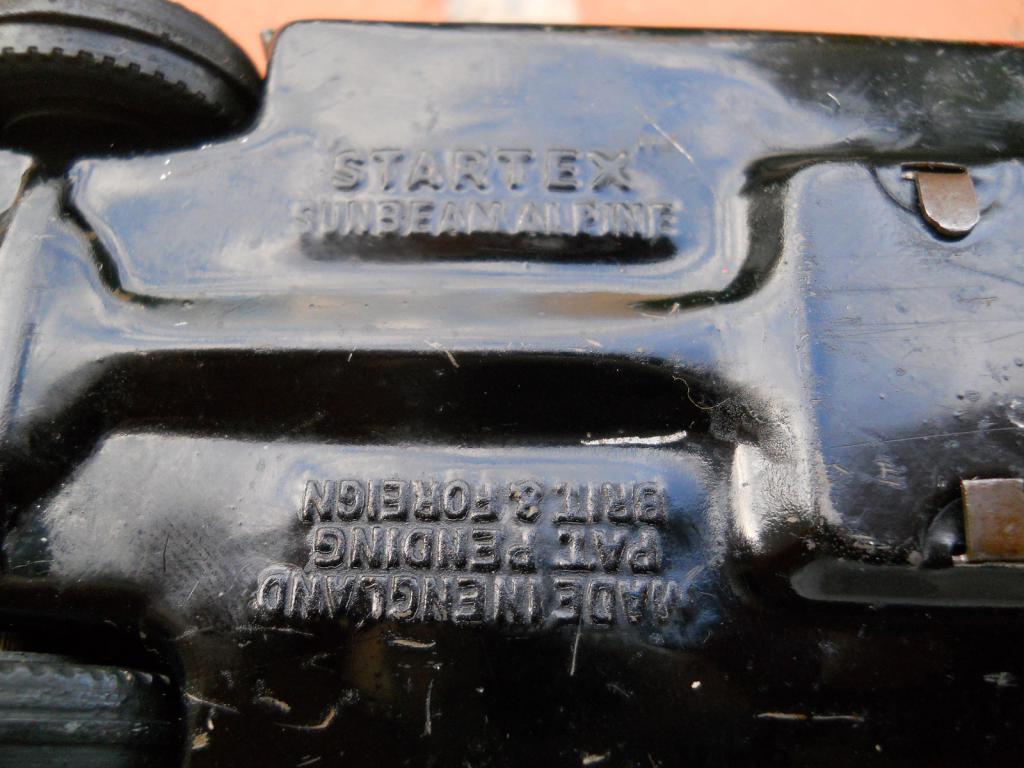 STARTEX
SUNBEAM ALPINE
MADE IN ENGLAND
PAT. PENDING
BRIT. & FOREIGN